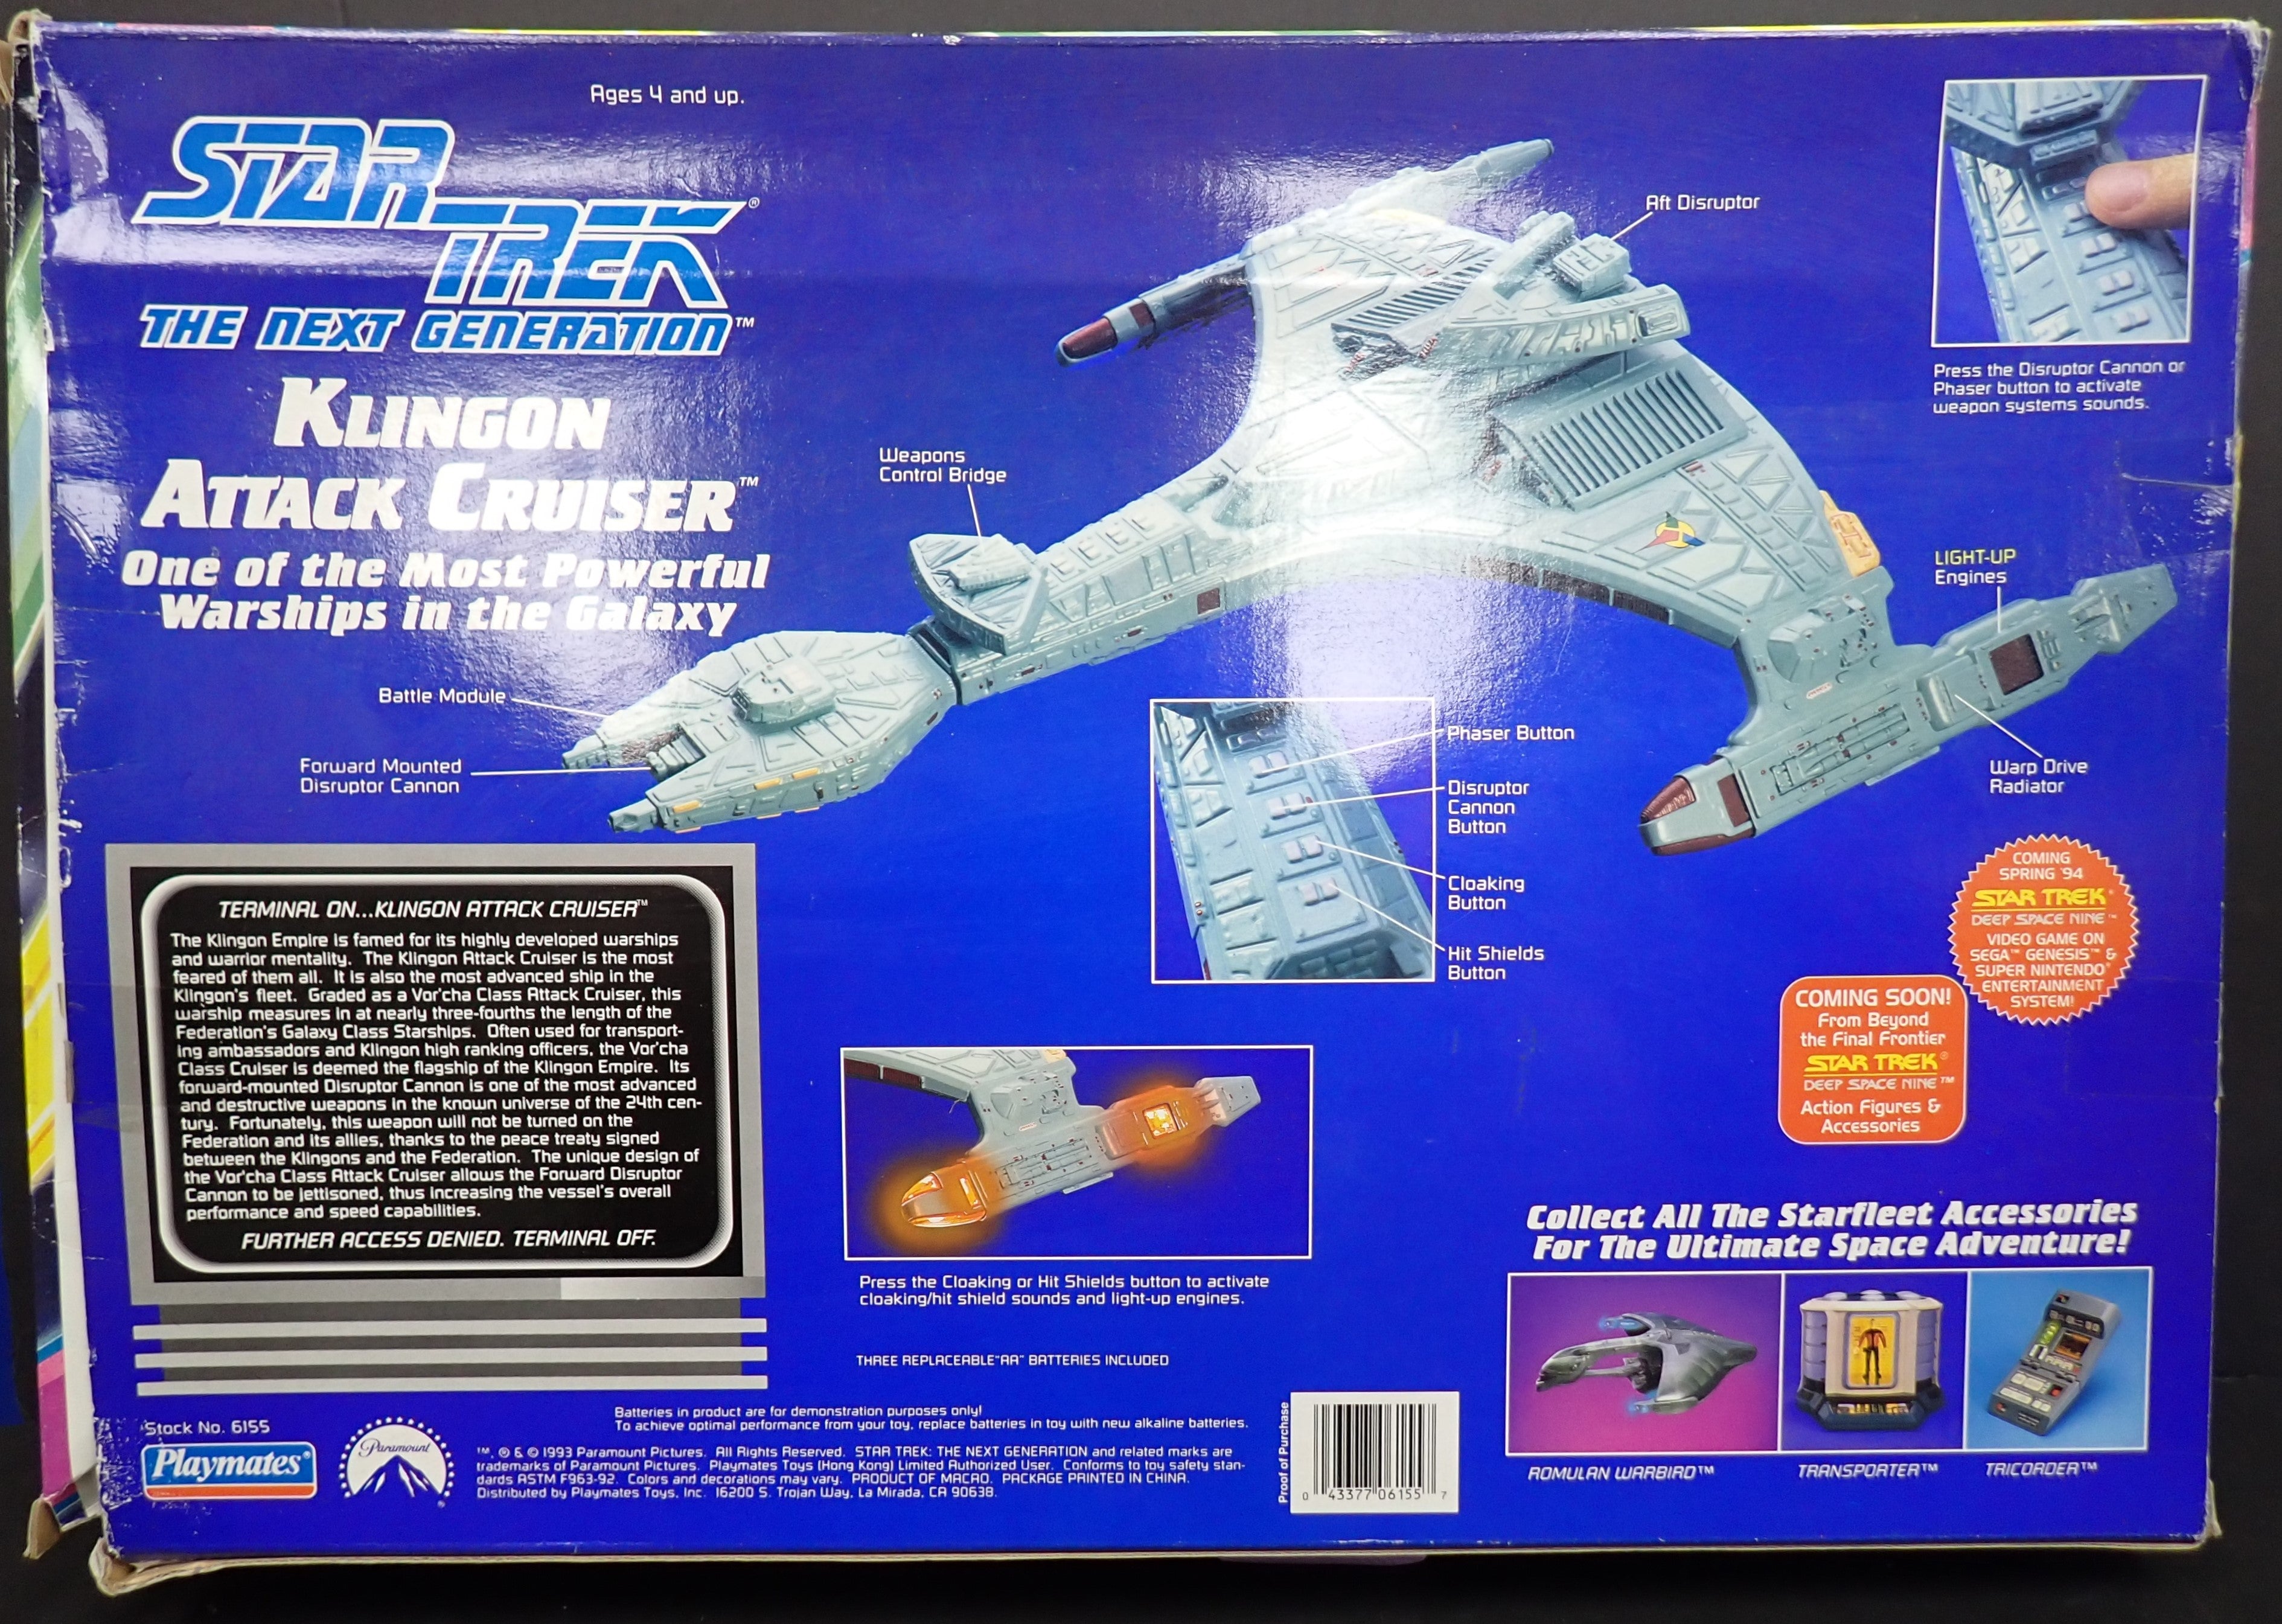 Ages 4 and up.
STAR
TREK®
THE NEXT GENERATION™
KLINGON
ATTACK CRUISER™
One of the Most Powerful
Warships in the Galaxy
Aft Disruptor
Press the Disruptor Cannon or
Phaser button to activate
weapon systems sounds.
Weapons
Control Bridge
LIGHT-UP
Engines
Battle Module
Forward Mounted
Disruptor Cannon
Warp Drive
Radiator
Phaser Button
Disruptor
Cannon
Button
Cloaking
Button
Hit Shields
Button
TERMINAL ON...KLINGON ATTACK CRUISER™
The Klingon Empire is famed for its highly developed warships
and warrior mentality. The Klingon Attack Cruiser is the most
feared of them all. It is also the most advanced ship in the
Klingon's fleet. Graded as a Vor'cha Class Attack Cruiser, this
warship measures in at nearly three-fourths the length of the
Federation's Galaxy Class Starships. Often used for transport-
ing ambassadors and Klingon high ranking officers, the Vor'cha
Class Cruiser is deemed the flagship of the Klingon Empire. Its
forward-mounted Disruptor Cannon is one of the most advanced
and destructive weapons in the known universe of the 24th cen-
tury. Fortunately, this weapon will not be turned on the
Federation and its allies, thanks to the peace treaty signed
between the Klingons and the Federation. The unique design of
the Vor'cha Class Attack Cruiser allows the Forward Disruptor
Cannon to be jettisoned, thus increasing the vessel's overall
performance and speed capabilities.
FURTHER ACCESS DENIED. TERMINAL OFF.
Press the Cloaking or Hit Shields button to activate
cloaking/hit shield sounds and light-up engines.
THREE REPLACEABLE "AA" BATTERIES INCLUDED
COMING
SPRING '94
STAR TREK®
DEEP SPACE NINE™
VIDEO GAME ON
SEGA™ GENESIS™ &
SUPER NINTENDO®
ENTERTAINMENT
SYSTEM!
COMING SOON!
From Beyond
the Final Frontier
STAR TREK®
DEEP SPACE NINE™
Action Figures &
Accessories
Collect All The Starfleet Accessories
For The Ultimate Space Adventure!
ROMULAN WARBIRD™
TRANSPORTER™
TRICORDER™
Stock No. 6155
Playmates®
Paramount
®
Batteries in product are for demonstration purposes only!
To achieve optimal performance from your toy, replace batteries in toy with new alkaline batteries.
™, ® & © 1993 Paramount Pictures. All Rights Reserved. STAR TREK: THE NEXT GENERATION and related marks are
trademarks of Paramount Pictures. Playmates Toys (Hong Kong) Limited Authorized User. Conforms to toy safety stan-
dards ASTM F963-92. Colors and decorations may vary. PRODUCT OF MACAO. PACKAGE PRINTED IN CHINA.
Distributed by Playmates Toys, Inc. 16200 S. Trojan Way, La Mirada, CA 90638.
Proof of Purchase
0 43377 06155 7